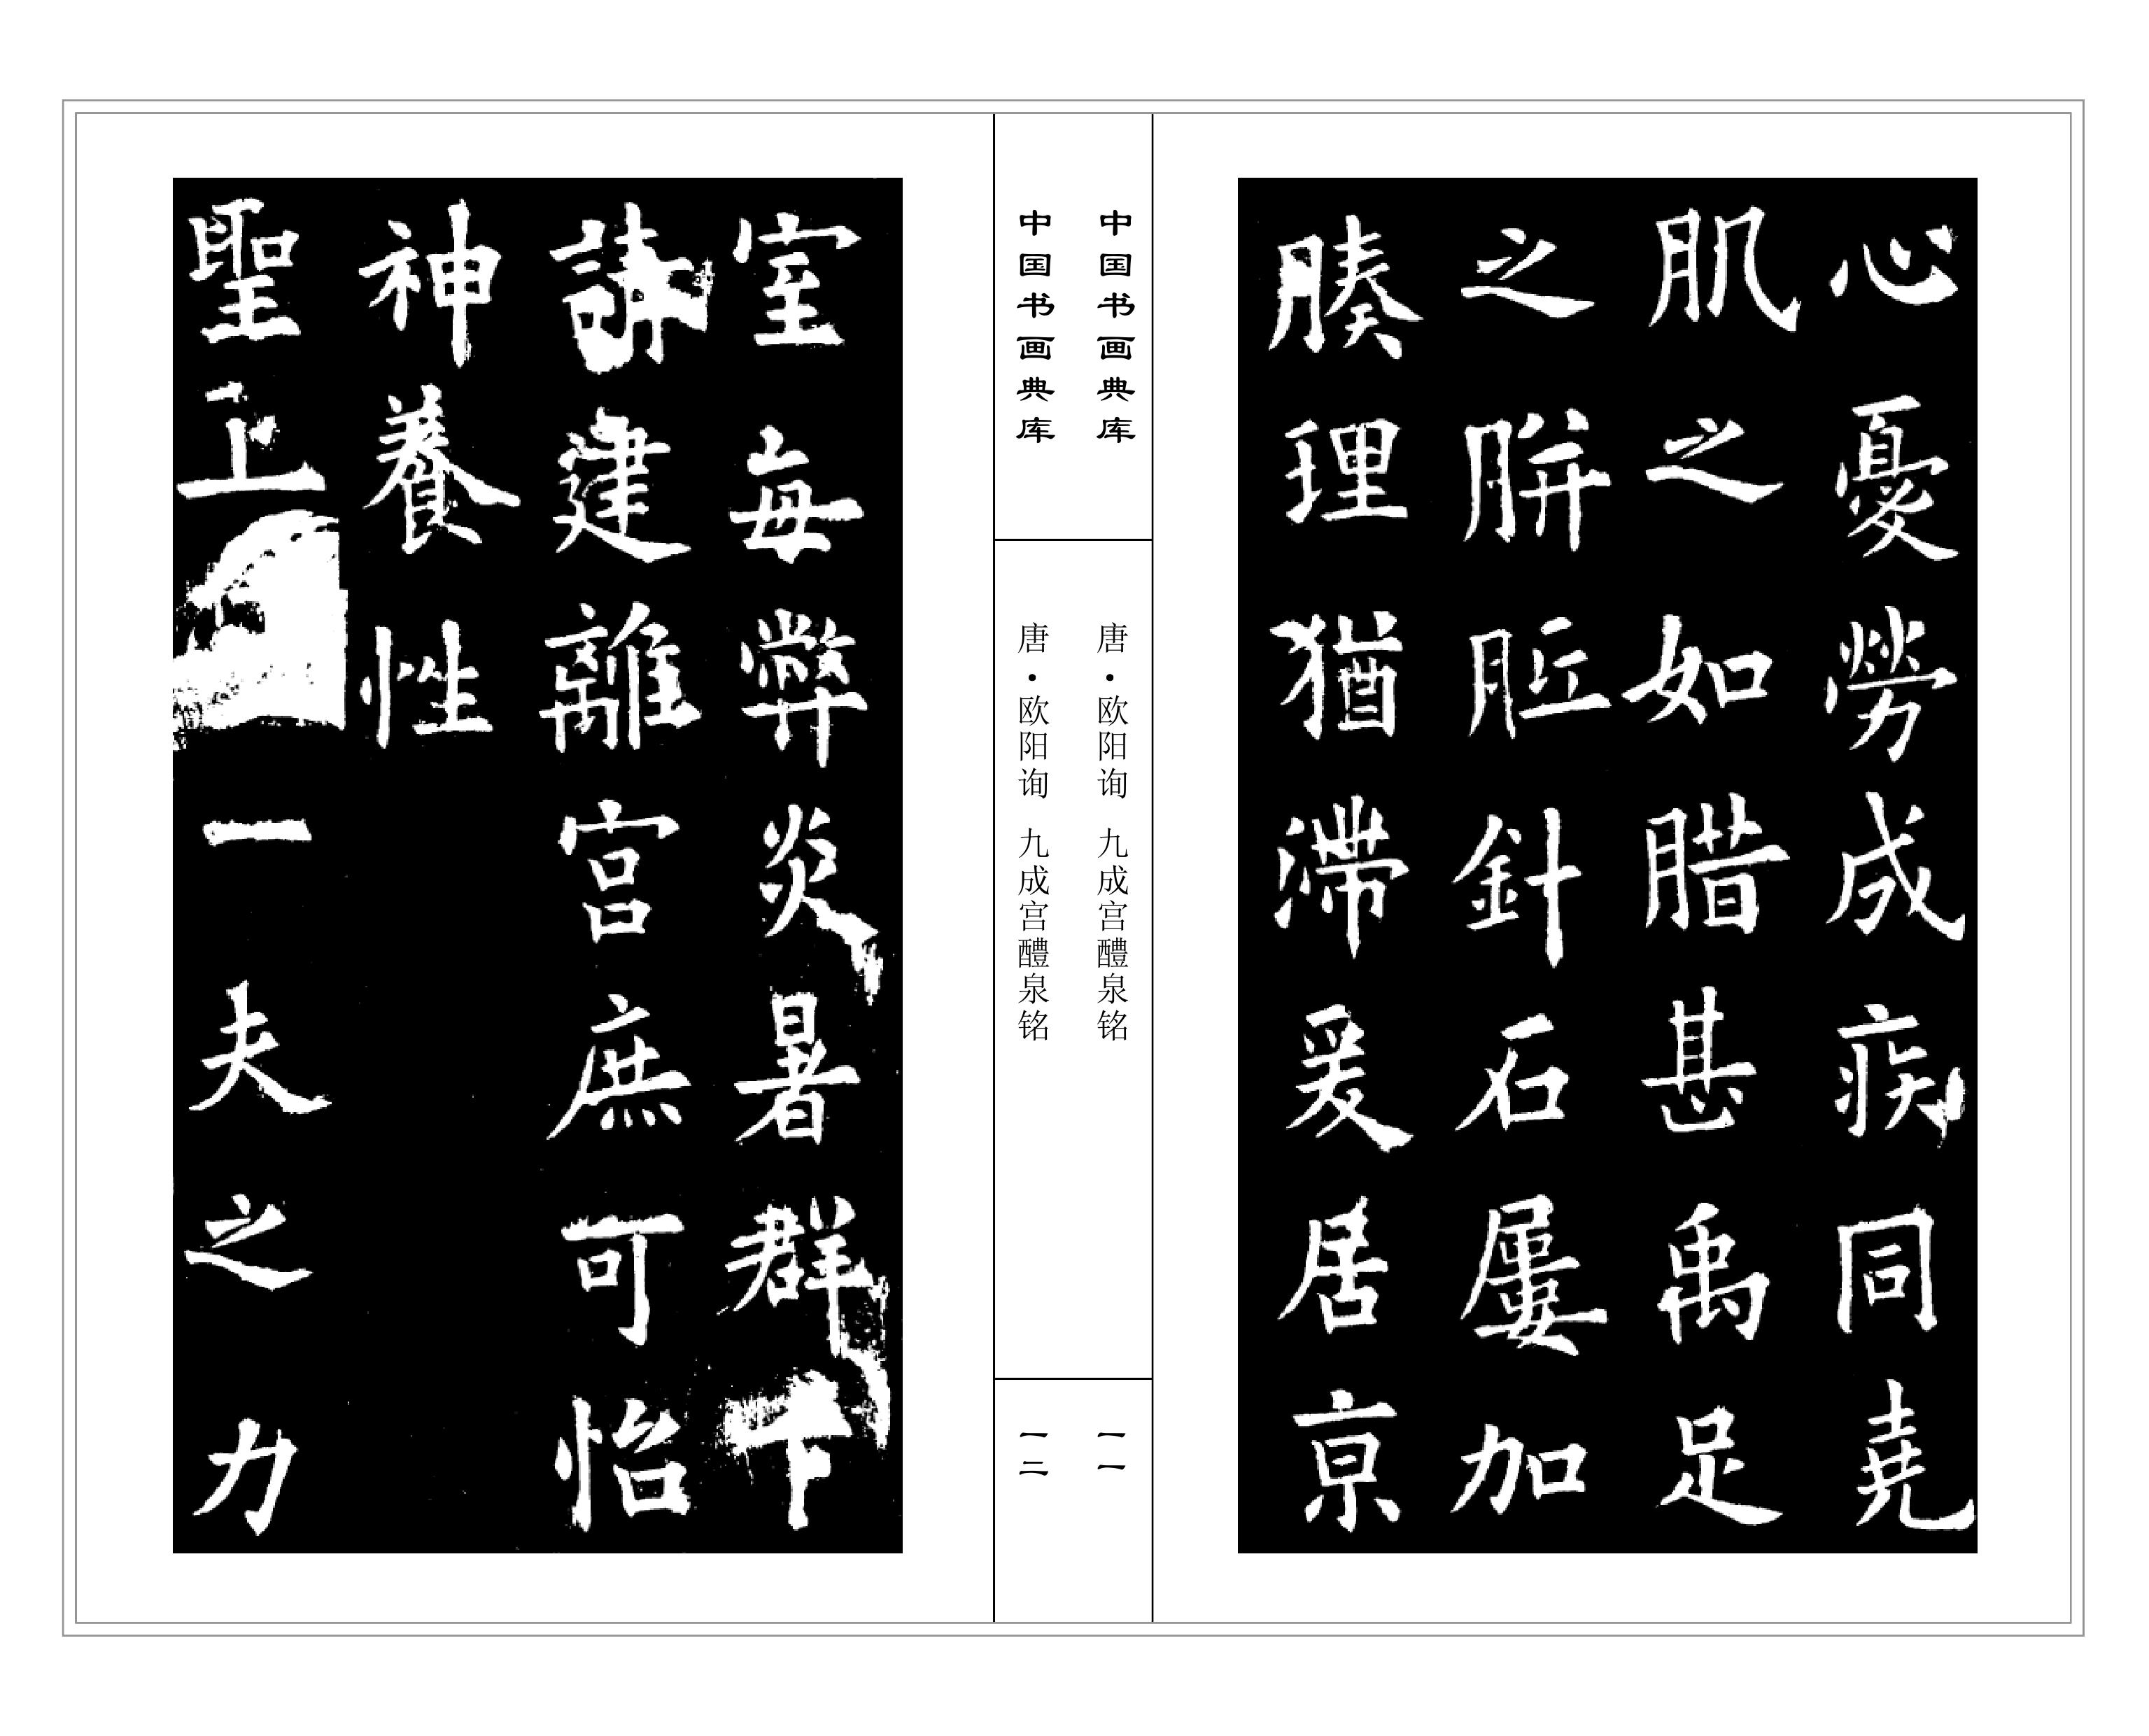 心憂勞成疾同堯
肌之如腊甚禹足
之腁胝針石屢加
腠理猶滯爰居京
中国书画典库
唐·欧阳询 九成宫醴泉铭
一一
中国书画典库
唐·欧阳询 九成宫醴泉铭
一二
室每弊炎暑群下
請建離宮庶可怡
神養性
聖上一夫之力